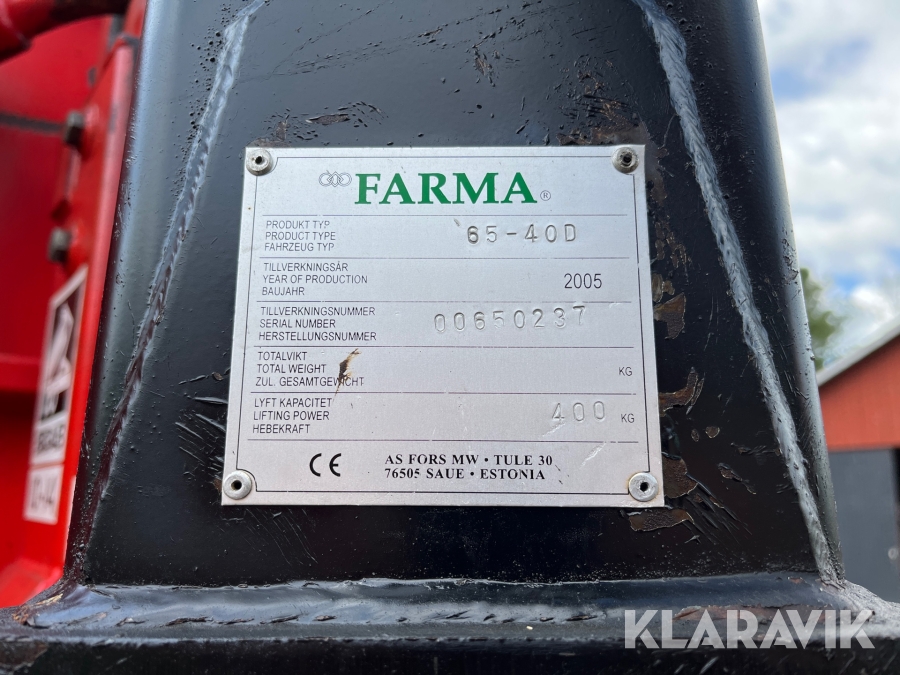 FARMA®
PRODUKT TYP
PRODUCT TYPE
FAHRZEUG TYP
65-40D
TILLVERKNINGSÅR
YEAR OF PRODUCTION
BAUJAHR
2005
TILLVERKNINGSNUMMER
SERIAL NUMBER
HERSTELLUNGSNUMMER
00650237
TOTALVIKT
TOTAL WEIGHT
ZUL. GESAMTGEWICHT
KG
LYFT KAPACITET
LIFTING POWER
HEBEKRAFT
400 KG
CE
AS FORS MW • TULE 30
76505 SAUE • ESTONIA
KLARAVIK